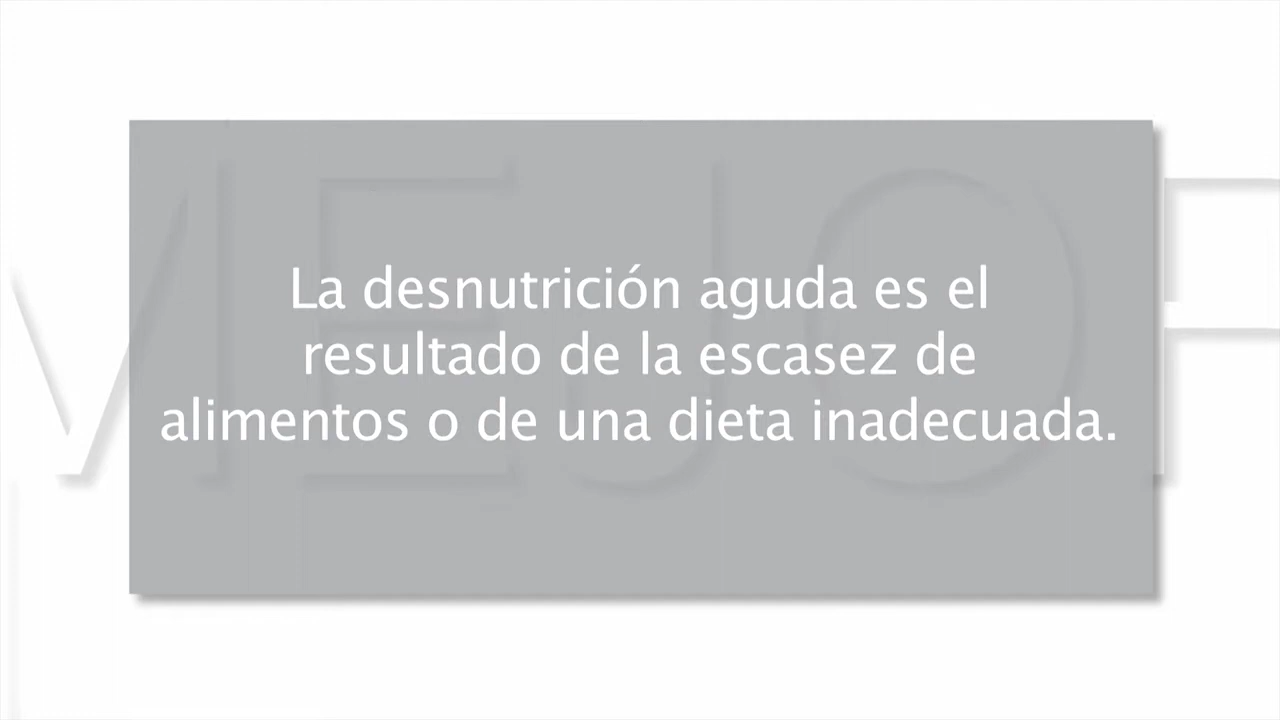 La desnutrición aguda es el
resultado de la escasez de
alimentos o de una dieta inadecuada.